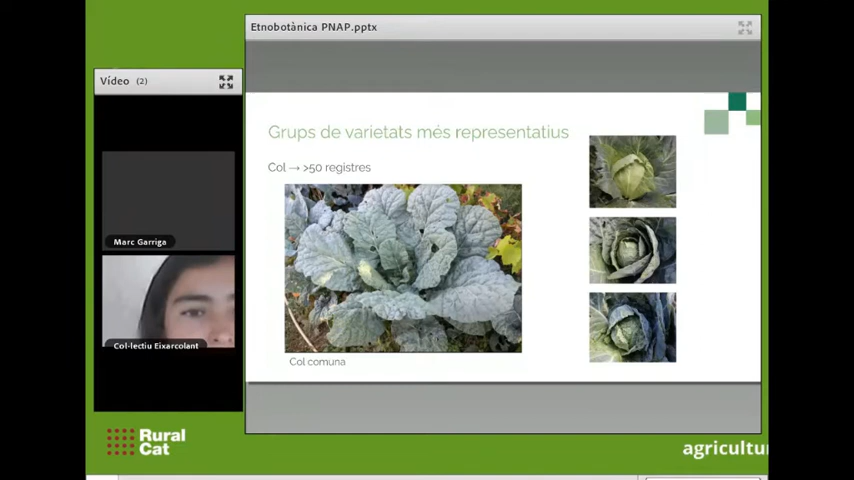 Etnobotànica PNAP.pptx
Vídeo (2)
Grups de varietats més representatius
Col → >50 registres
Marc Garriga
Col·lectiu Eixarcolant
Col comuna
Rural
Cat
agricultu